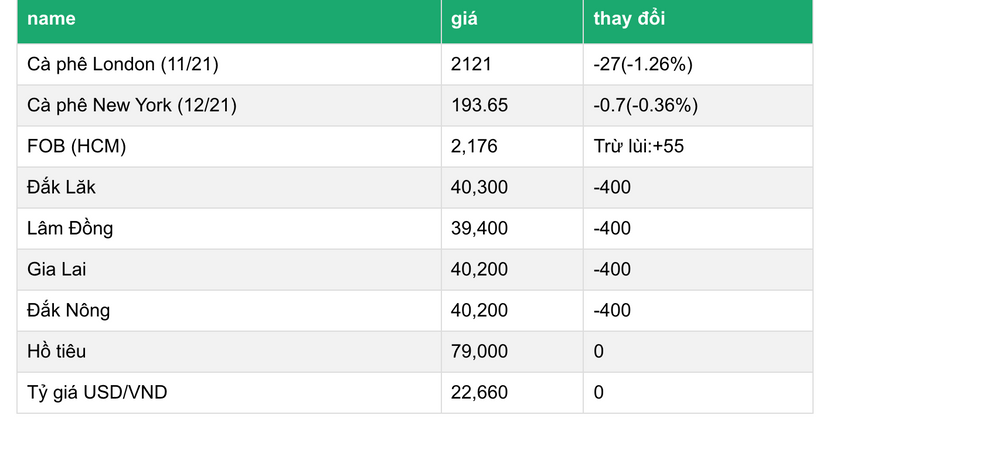 name giá thay đổi
Cà phê London (11/21) 2121 -27(-1.26%)
Cà phê New York (12/21) 193.65 -0.7(-0.36%)
FOB (HCM) 2,176 Trừ lùi:+55
Đắk Lăk 40,300 -400
Lâm Đồng 39,400 -400
Gia Lai 40,200 -400
Đắk Nông 40,200 -400
Hồ tiêu 79,000 0
Tỷ giá USD/VND 22,660 0